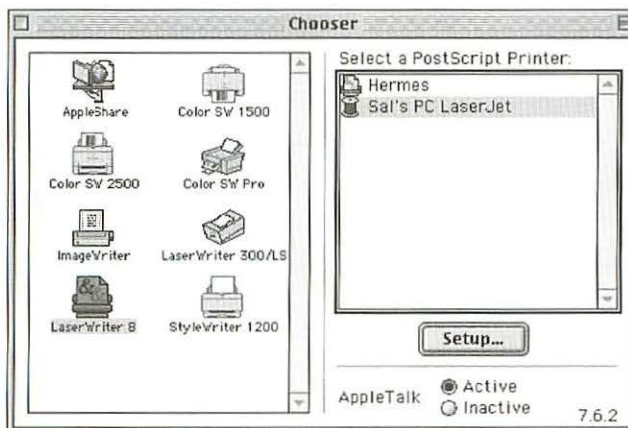 Chooser
AppleShare
Color SW 1500
Color SW 2500
Color SW Pro
ImageWriter
LaserWriter 300/LS
LaserWriter 8
StyleWriter 1200
Select a PostScript Printer:
Hermes
Sal's PC LaserJet
Setup...
AppleTalk
Active
Inactive
7.6.2